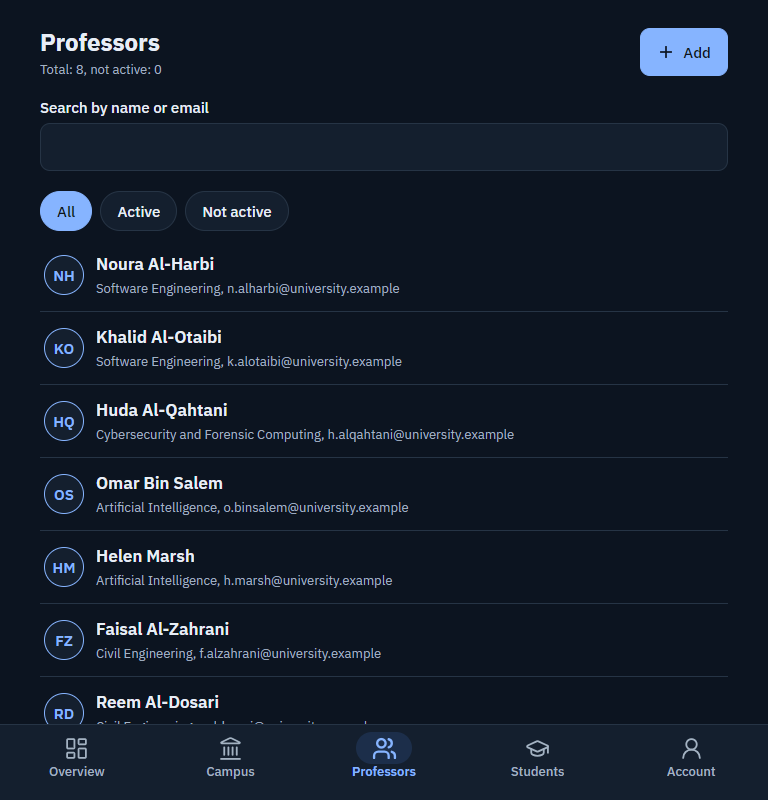 Professors
Total: 8, not active: 0
Add
Search by name or email
All
Active
Not active
NH
Noura Al-Harbi
Software Engineering, n.alharbi@university.example
KO
Khalid Al-Otaibi
Software Engineering, k.alotaibi@university.example
HQ
Huda Al-Qahtani
Cybersecurity and Forensic Computing, h.alqahtani@university.example
OS
Omar Bin Salem
Artificial Intelligence, o.binsalem@university.example
HM
Helen Marsh
Artificial Intelligence, h.marsh@university.example
FZ
Faisal Al-Zahrani
Civil Engineering, f.alzahrani@university.example
RD
Reem Al-Dosari
Overview
Campus
Professors
Students
Account